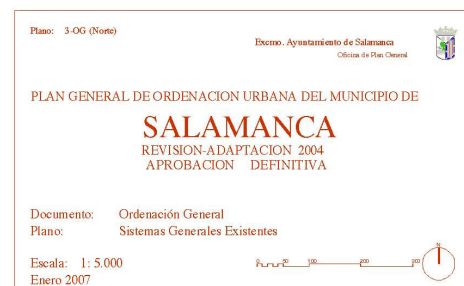 Plano: 3-OG (Norte)
Excmo. Ayuntamiento de Salamanca
Oficina de Plan General
PLAN GENERAL DE ORDENACION URBANA DEL MUNICIPIO DE
SALAMANCA
REVISION-ADAPTACION 2004
APROBACION DEFINITIVA
Documento: Ordenación General
Plano: Sistemas Generales Existentes
Escala: 1: 5.000
Enero 2007
0 50 100 200 300
N